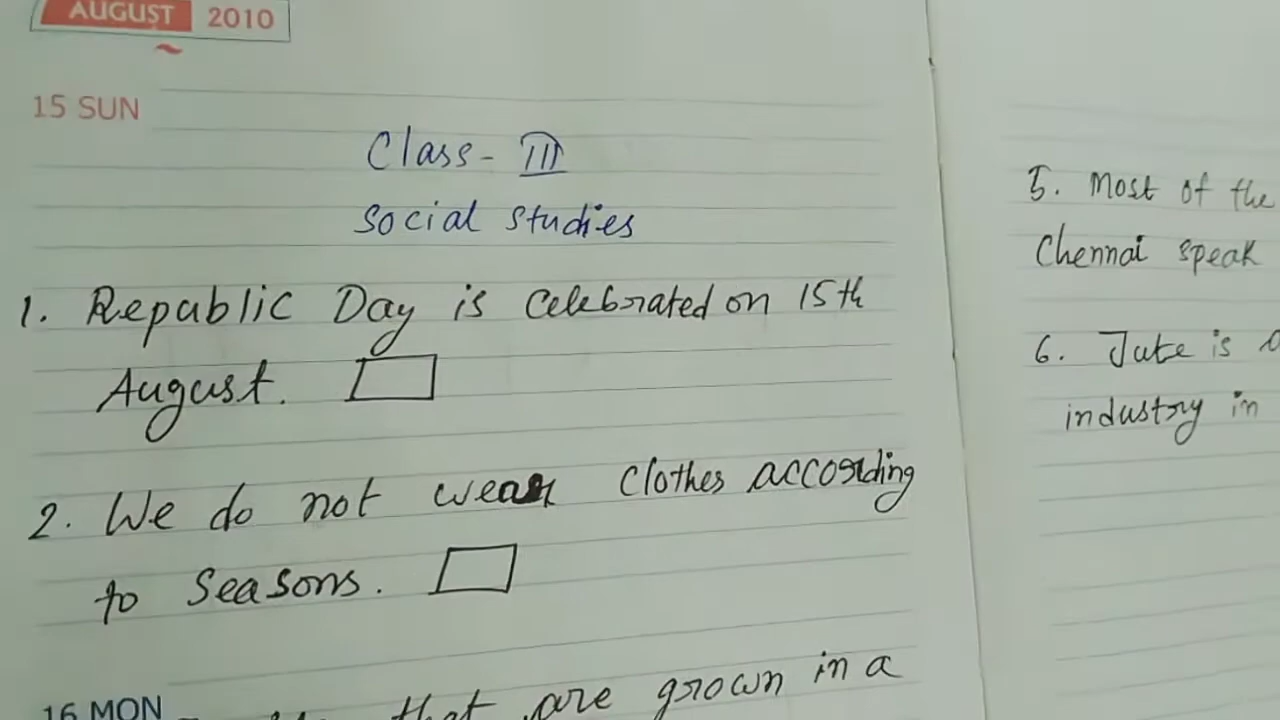 AUGUST 2010
15 SUN
Class - III
Social Studies
1. Republic Day is celebrated on 15th
August.
2. We do not wear clothes according
to Seasons.
16 MON
that are grown in a
5. Most of the
Chennai speak
6. Jute is
industry in